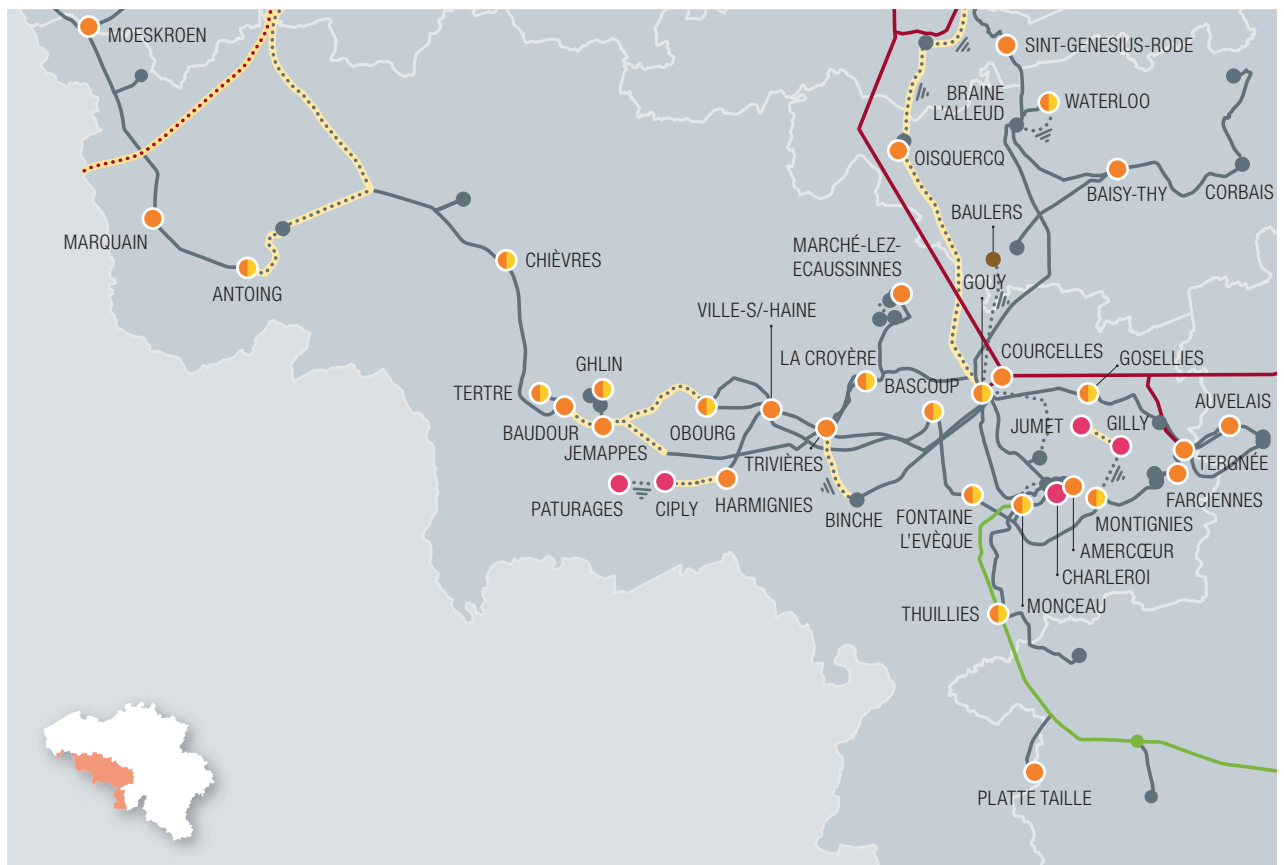 MOESKROEN
SINT-GENESIUS-RODE
BRAINE
L'ALLEUD
WATERLOO
OISQUERCQ
BAISY-THY
CORBAIS
BAULERS
MARQUAIN
MARCHÉ-LEZ-
ECAUSSINNES
CHIÈVRES
GOUY
ANTOING
VILLE-S/-HAINE
COURCELLES
GOSELLIES
LA CROYÈRE
GHLIN
BASCOUP
TERTRE
AUVELAIS
JUMET
GILLY
BAUDOUR
OBOURG
JEMAPPES
TRIVIÈRES
TERGNÉE
PATURAGES
CIPLY
HARMIGNIES
BINCHE
FONTAINE
L'EVÈQUE
MONTIGNIES
FARCIENNES
AMERCŒUR
CHARLEROI
MONCEAU
THUILLIES
PLATTE TAILLE